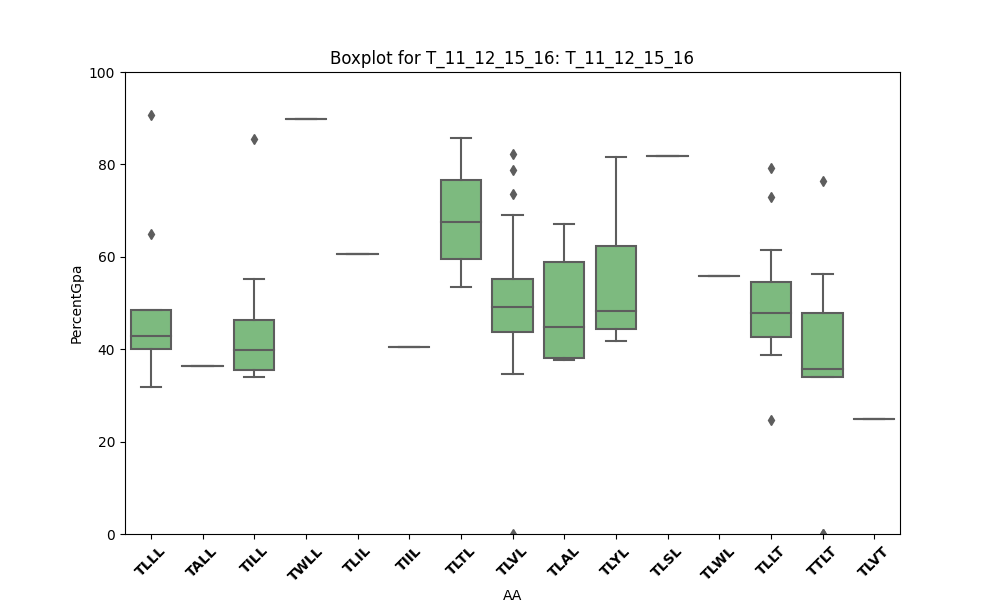 Boxplot for T_11_12_15_16: T_11_12_15_16
100
80
60
40
20
0
PercentGpa
TLLL
TALL
TILL
TWLL
TLIL
TIIL
TLTL
TLVL
TLAL
TLYL
TLSL
TLWL
TLLT
TTLT
TLVT
AA